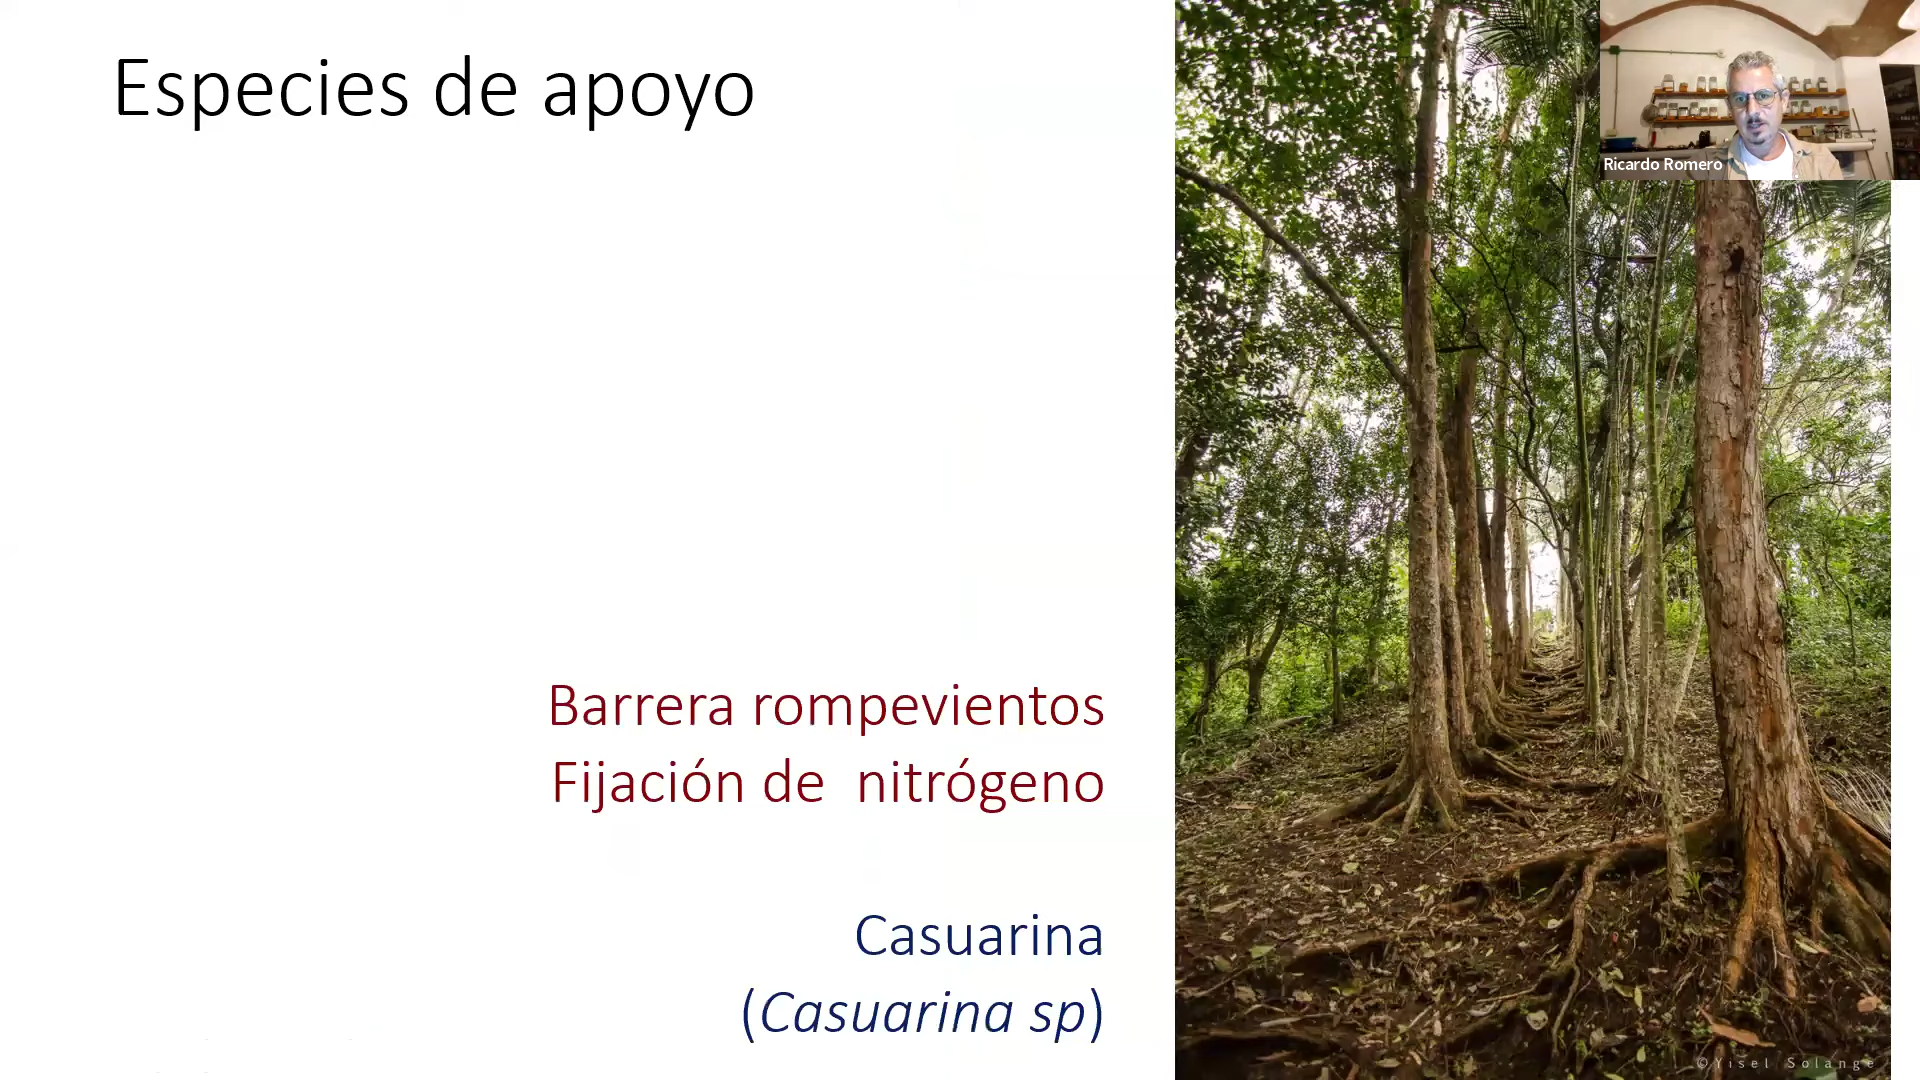 Especies de apoyo
Ricardo Romero
Barrera rompevientos
Fijación de nitrógeno
Casuarina
(Casuarina sp)
©Yisel Solange